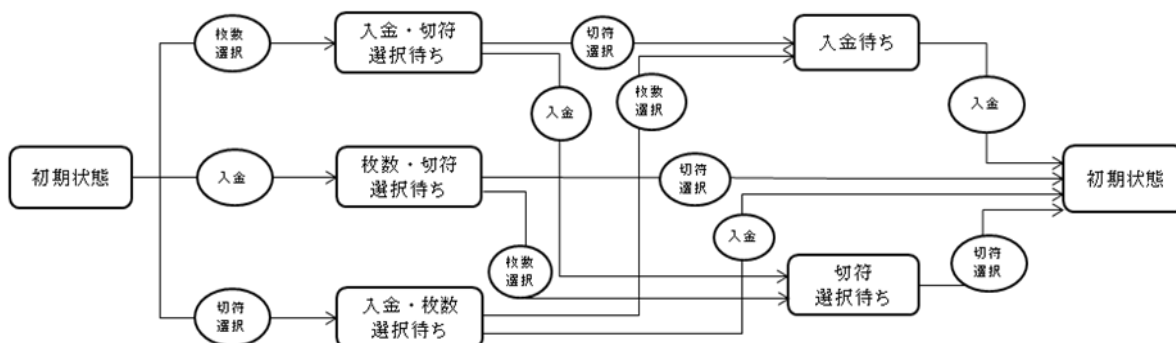 初期状態
枚数
選択
入金・切符
選択待ち
切符
選択
入金待ち
入金
入金
枚数
選択
入金
枚数・切符
選択待ち
切符
選択
初期状態
枚数
選択
入金
切符
選択
入金・枚数
選択待ち
切符
選択待ち
切符
選択